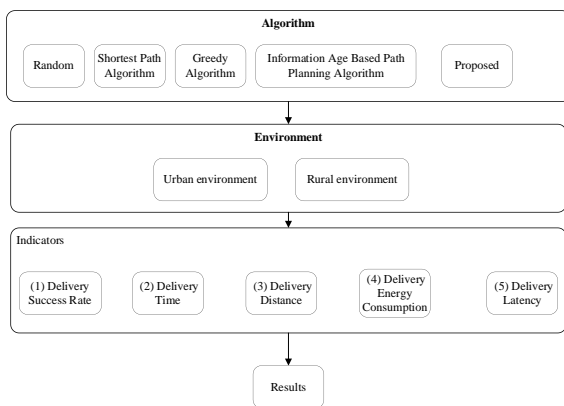 Algorithm
Random
Shortest Path
Algorithm
Greedy
Algorithm
Information Age Based Path
Planning Algorithm
Proposed
Environment
Urban environment
Rural environment
Indicators
(1) Delivery
Success Rate
(2) Delivery
Time
(3) Delivery
Distance
(4) Delivery
Energy
Consumption
(5) Delivery
Latency
Results